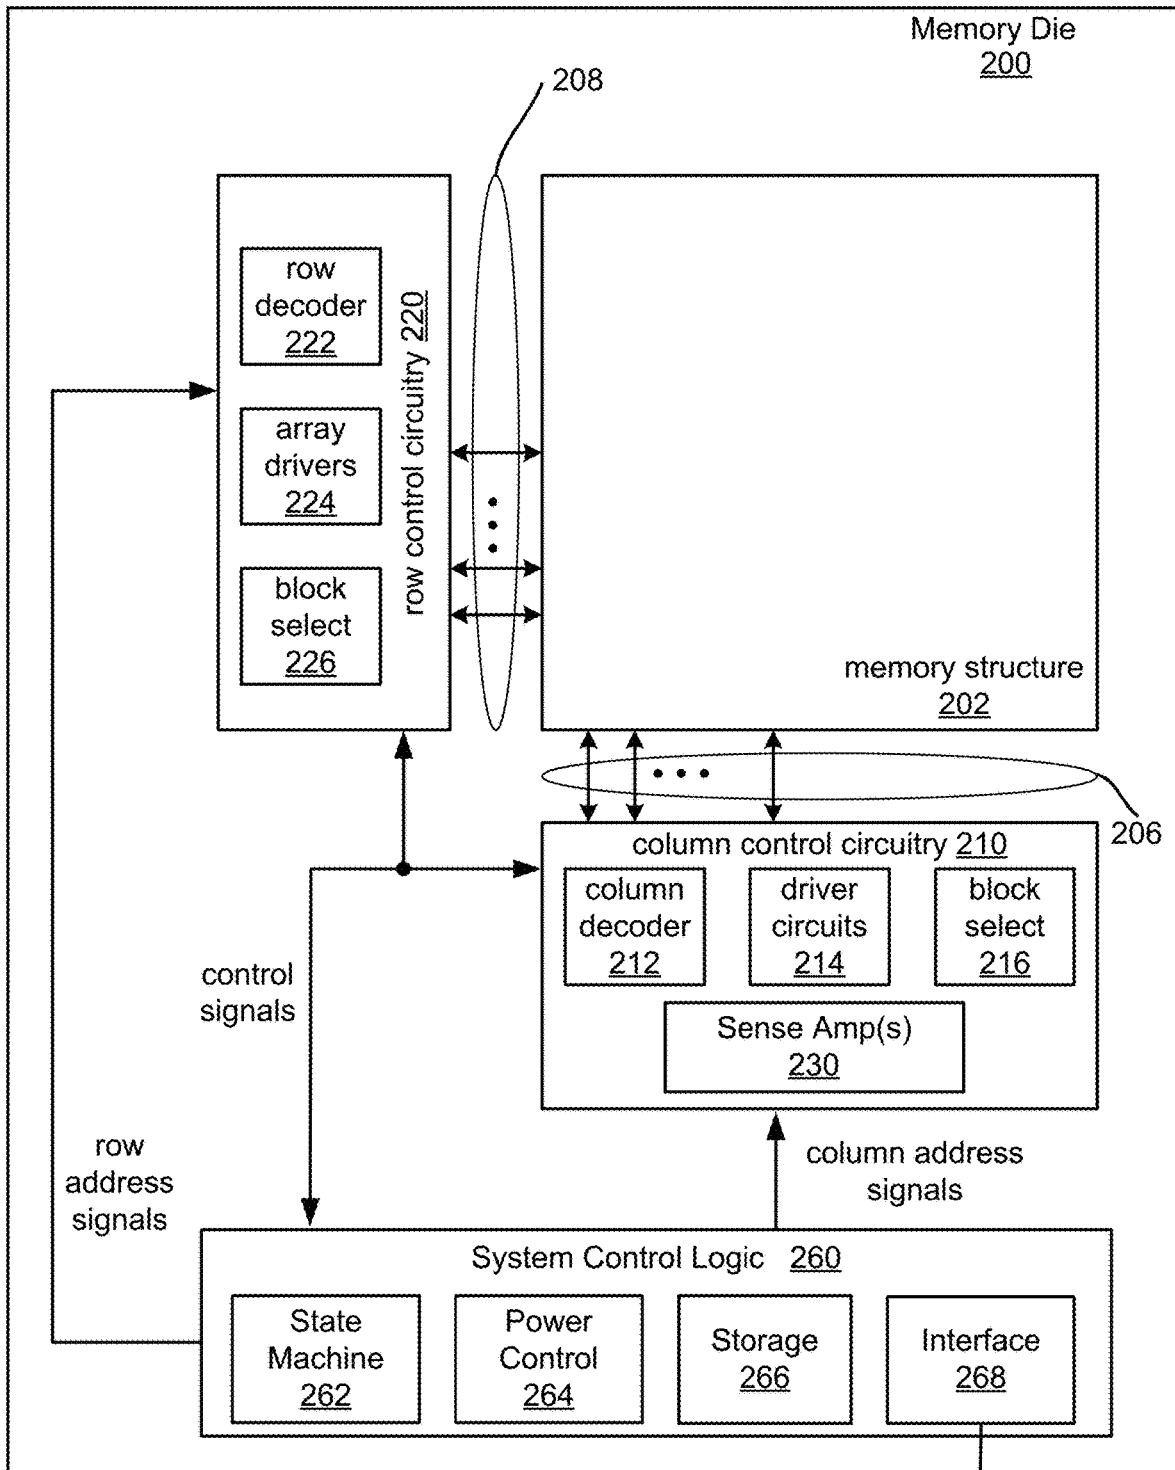 Memory Die
200
208
row
decoder
222
array
drivers
224
block
select
226
row control circuitry 220
memory structure
202
206
column control circuitry 210
column
decoder
212
driver
circuits
214
block
select
216
Sense Amp(s)
230
control
signals
row
address
signals
column address
signals
System Control Logic 260
State
Machine
262
Power
Control
264
Storage
266
Interface
268